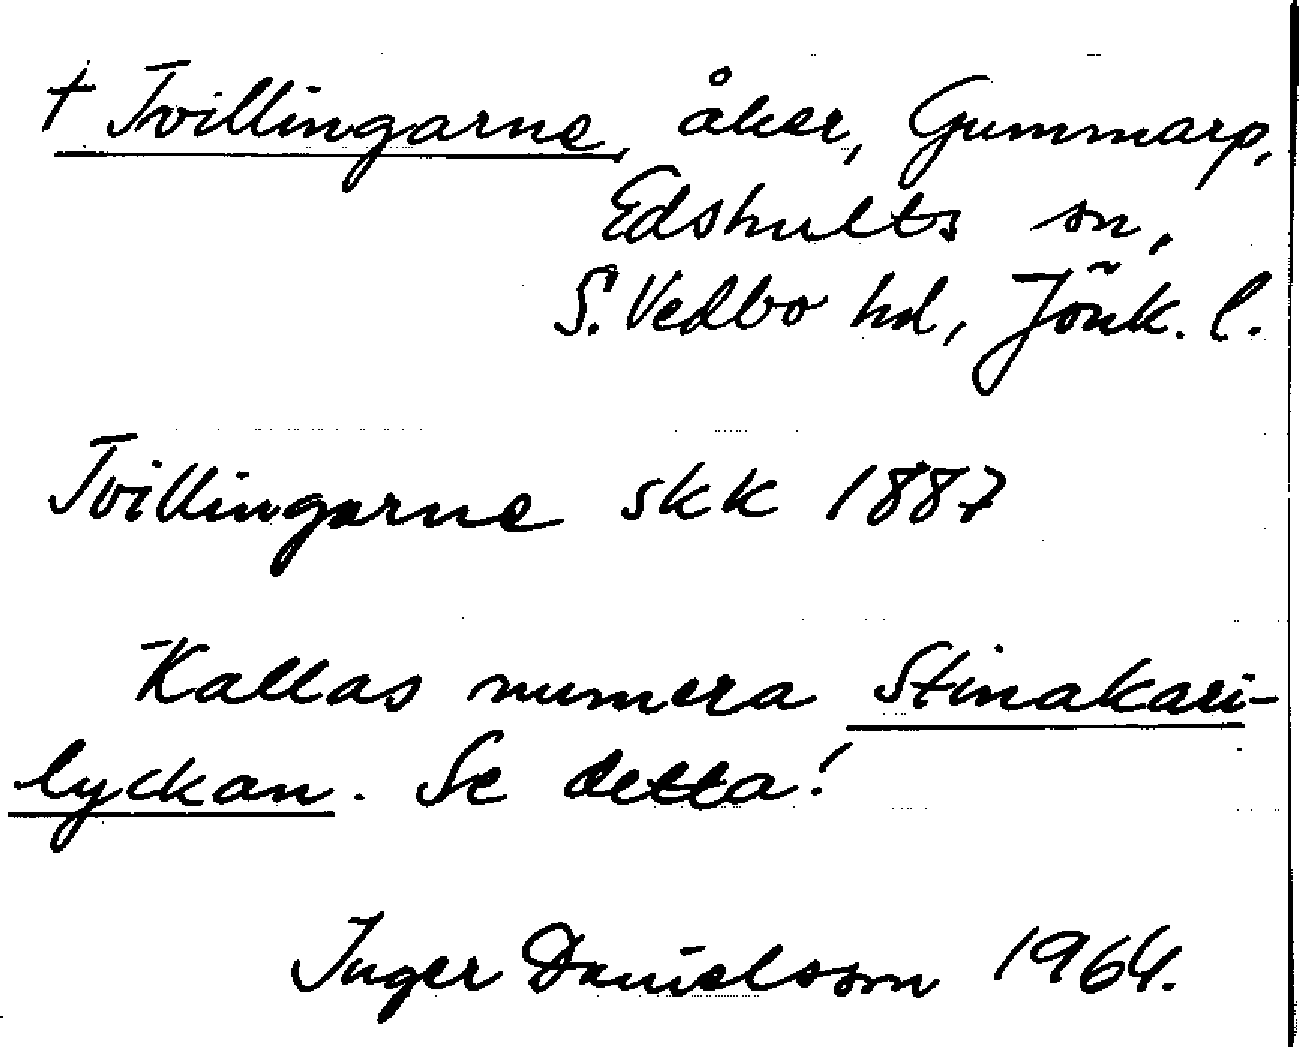 † Tvillingarne, åker, Gummarp,
Edshults sn,
S. Vedbo hd, Jönk. l.
Tvillingarne skk 1887
Kallas numera Stinakari-
lyckan. Se detta!
Inger Danielsson 1964.